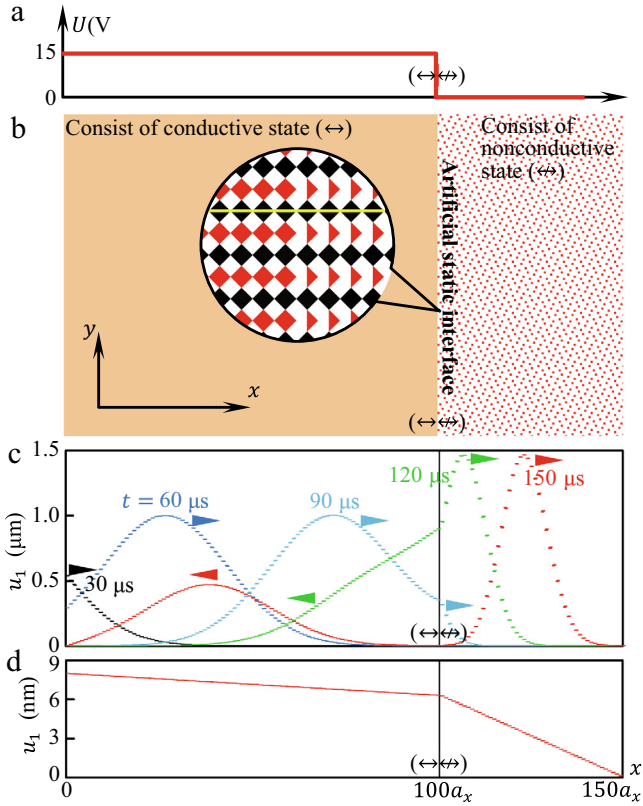 a
U(V
15
(↔↮)
0
b
Consist of conductive state (↔)
Consist of
nonconductive
state (↮)
Artificial static interface
y
x
(↔↮)
c
1.5
120 μs
150 μs
t = 60 μs
90 μs
1.0
u₁ (μm)
0.5
30 μs
(↔↮)
0
d
9
6
u₁ (nm)
3
(↔↮)
0
x
0
100aₓ
150aₓ